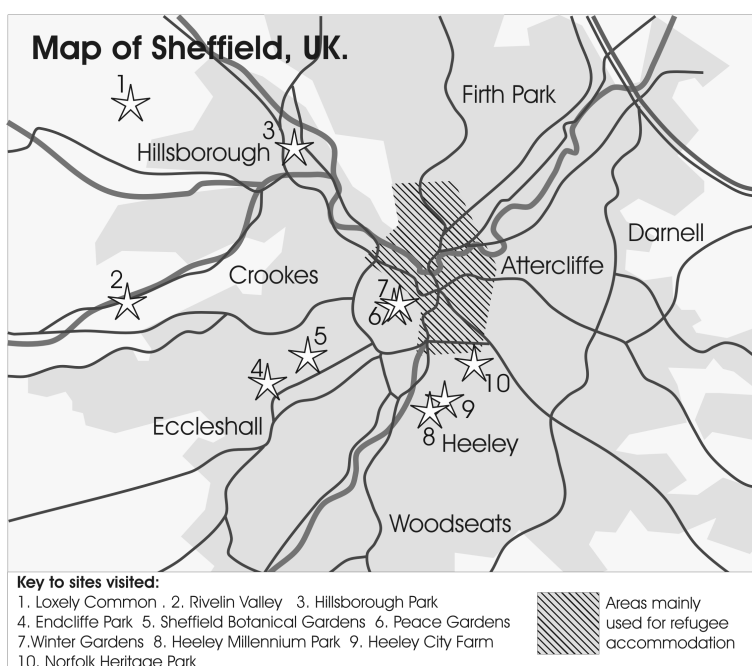 Map of Sheffield, UK.
1
Firth Park
3
Hillsborough
Darnell
2
Crookes
Attercliffe
7
6
5
4
10
9
Eccleshall
8 Heeley
Woodseats
Key to sites visited:
1. Loxely Common . 2. Rivelin Valley 3. Hillsborough Park
4. Endcliffe Park 5. Sheffield Botanical Gardens 6. Peace Gardens
7.Winter Gardens 8. Heeley Millennium Park 9. Heeley City Farm
10. Norfolk Heritage Park
Areas mainly
used for refugee
accommodation